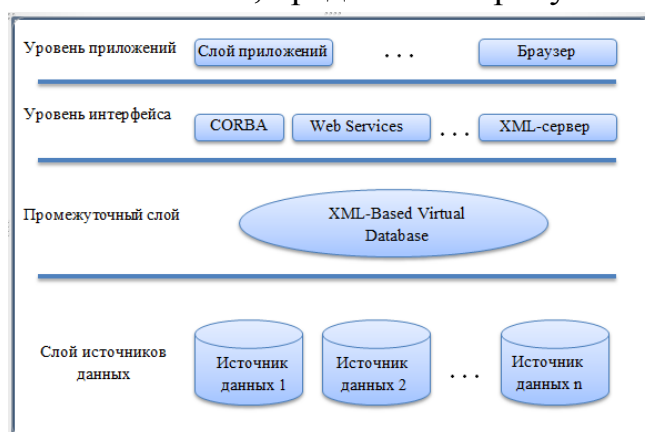 Уровень приложений
Слой приложений
. . .
Браузер
Уровень интерфейса
CORBA
Web Services
. . .
XML-сервер
Промежуточный слой
XML-Based Virtual
Database
Слой источников
данных
Источник
данных 1
Источник
данных 2
. . .
Источник
данных n